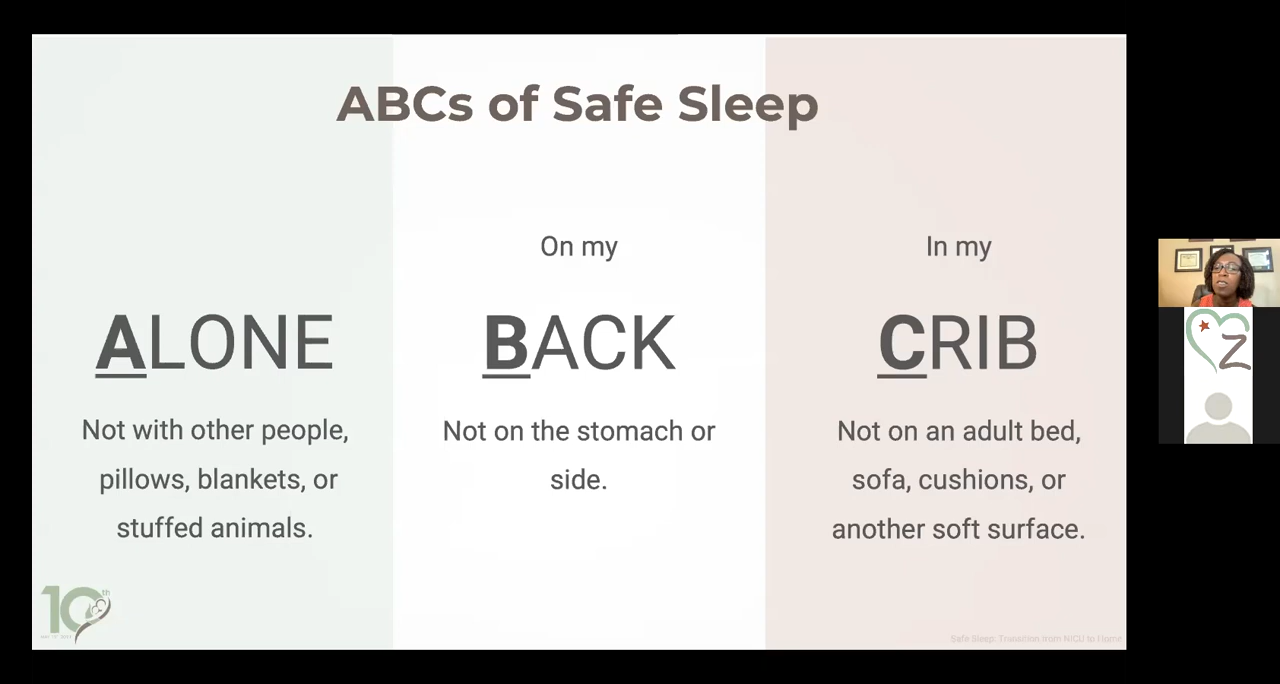 ABCs of Safe Sleep
ALONE
Not with other people,
pillows, blankets, or
stuffed animals.
On my
BACK
Not on the stomach or
side.
In my
CRIB
Not on an adult bed,
sofa, cushions, or
another soft surface.
10th
Safe Sleep: Transition from NICU to Home
Z